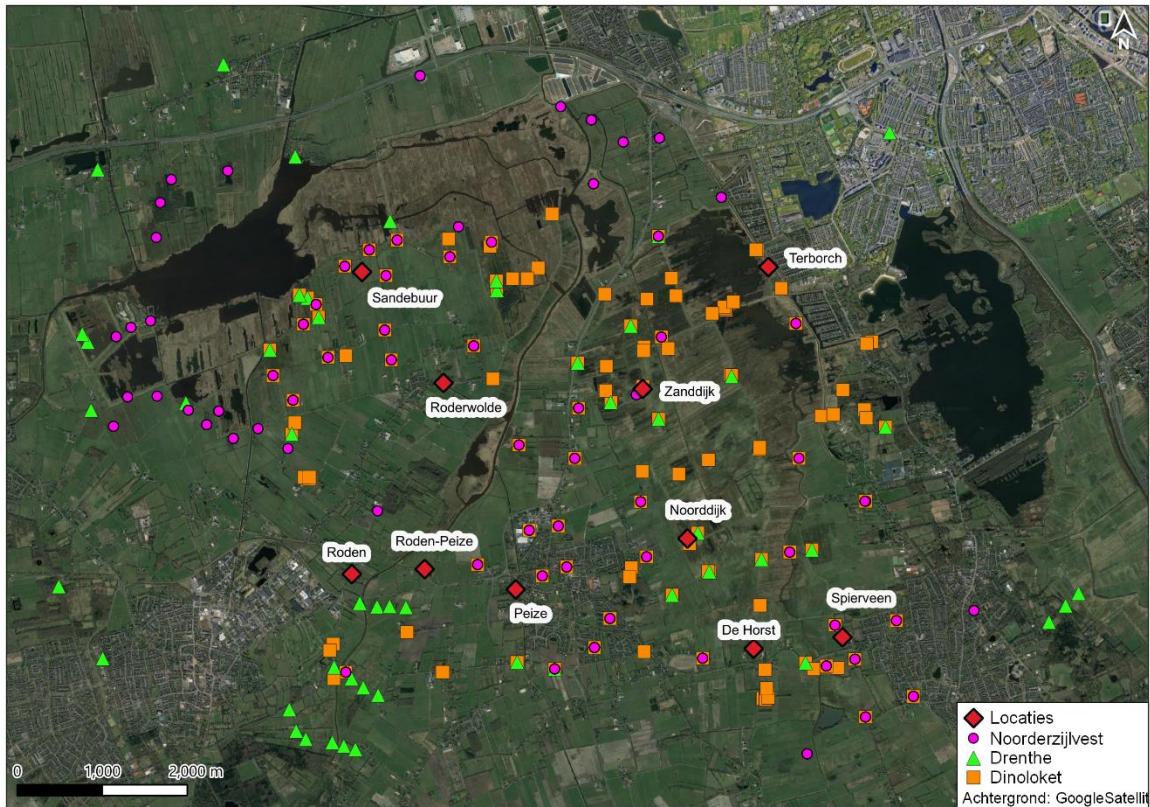 N
Terborch
Sandebuur
Roderwolde
Zanddijk
Noorddijk
Roden-Peize
Roden
Peize
Spierveen
De Horst
Locaties
Noorderzijlvest
Drenthe
Dinoloket
Achtergrond: GoogleSatellit
0 1,000 2,000 m